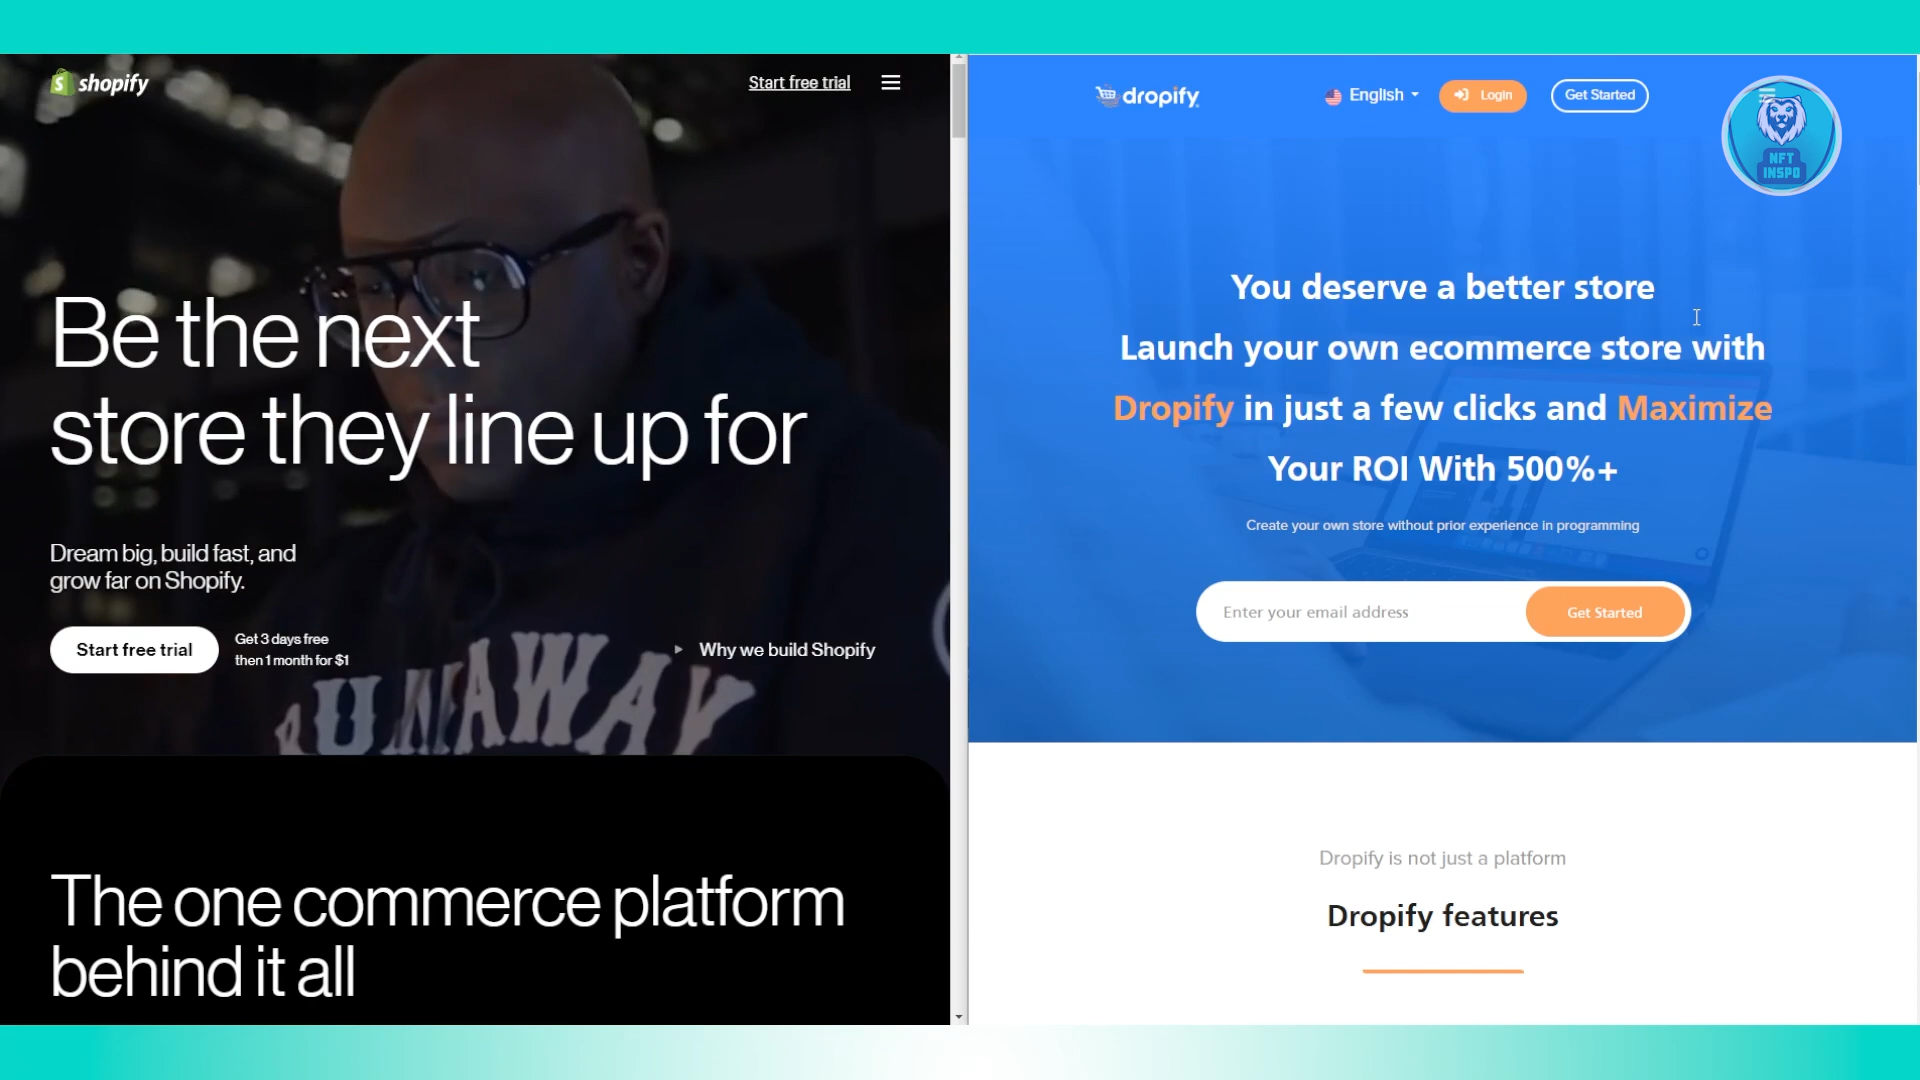 shopify
Start free trial
Be the next
store they line up for
Dream big, build fast, and
grow far on Shopify.
Start free trial
Get 3 days free
then 1 month for $1
Why we build Shopify
RUNAWAY
The one commerce platform
behind it all
dropify
English
Login
Get Started
NFT
INSPO
You deserve a better store
Launch your own ecommerce store with
Dropify in just a few clicks and Maximize
Your ROI With 500%+
Create your own store without prior experience in programming
Enter your email address
Get Started
Dropify is not just a platform
Dropify features